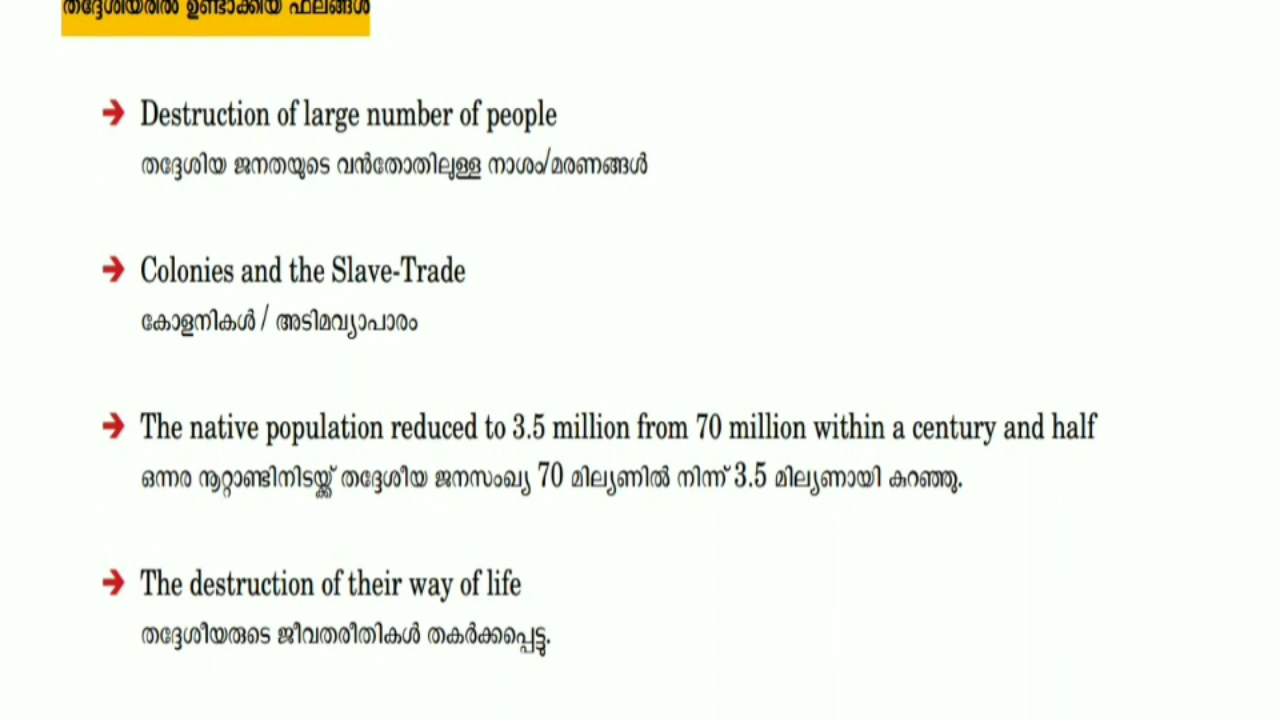 തദ്ദേശീയരിൽ ഉണ്ടാക്കിയ ഫലങ്ങൾ
Destruction of large number of people
തദ്ദേശിയ ജനതയുടെ വൻതോതിലുള്ള നാശം/മരണങ്ങൾ
Colonies and the Slave-Trade
കോളനികൾ / അടിമവ്യാപാരം
The native population reduced to 3.5 million from 70 million within a century and half
ഒന്നര നൂറ്റാണ്ടിനിടയ്ക്ക് തദ്ദേശീയ ജനസംഖ്യ 70 മില്യണിൽ നിന്ന് 3.5 മില്യണായി കുറഞ്ഞു.
The destruction of their way of life
തദ്ദേശീയരുടെ ജീവതരീതികൾ തകർക്കപ്പെട്ടു.